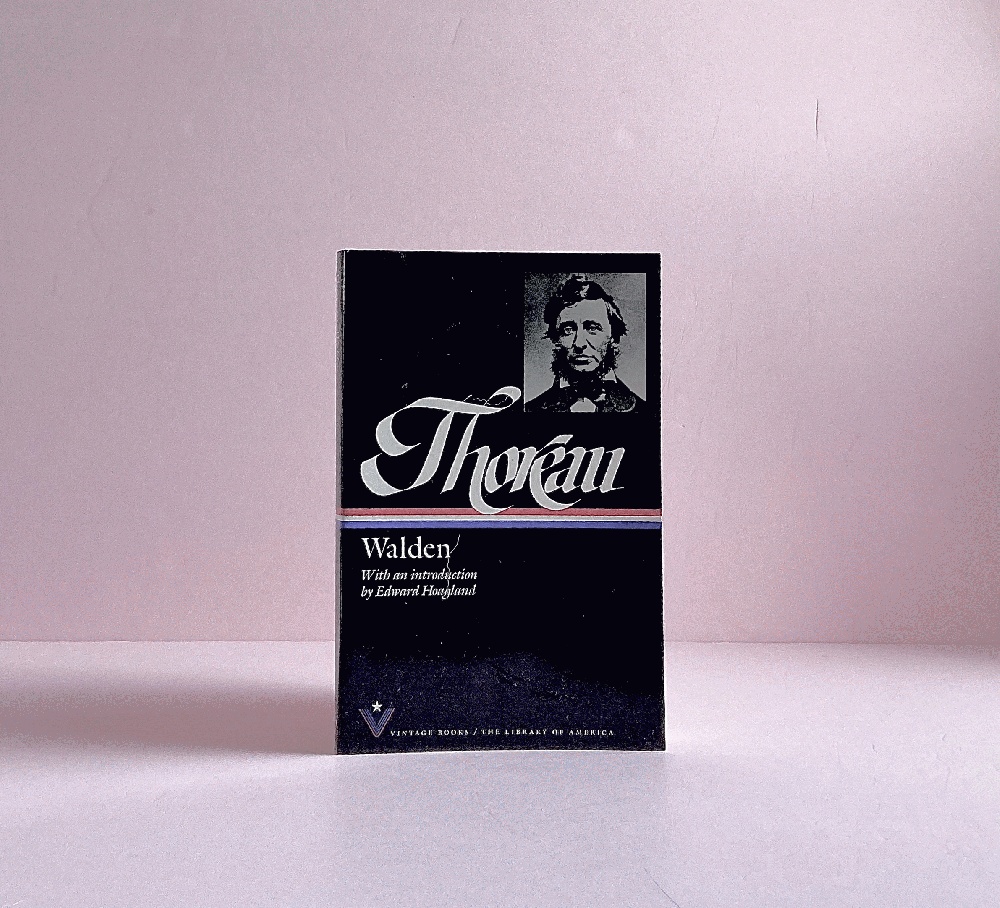 Thoreau
Walden
With an introduction
by Edward Hoagland
VINTAGE BOOKS / THE LIBRARY OF AMERICA